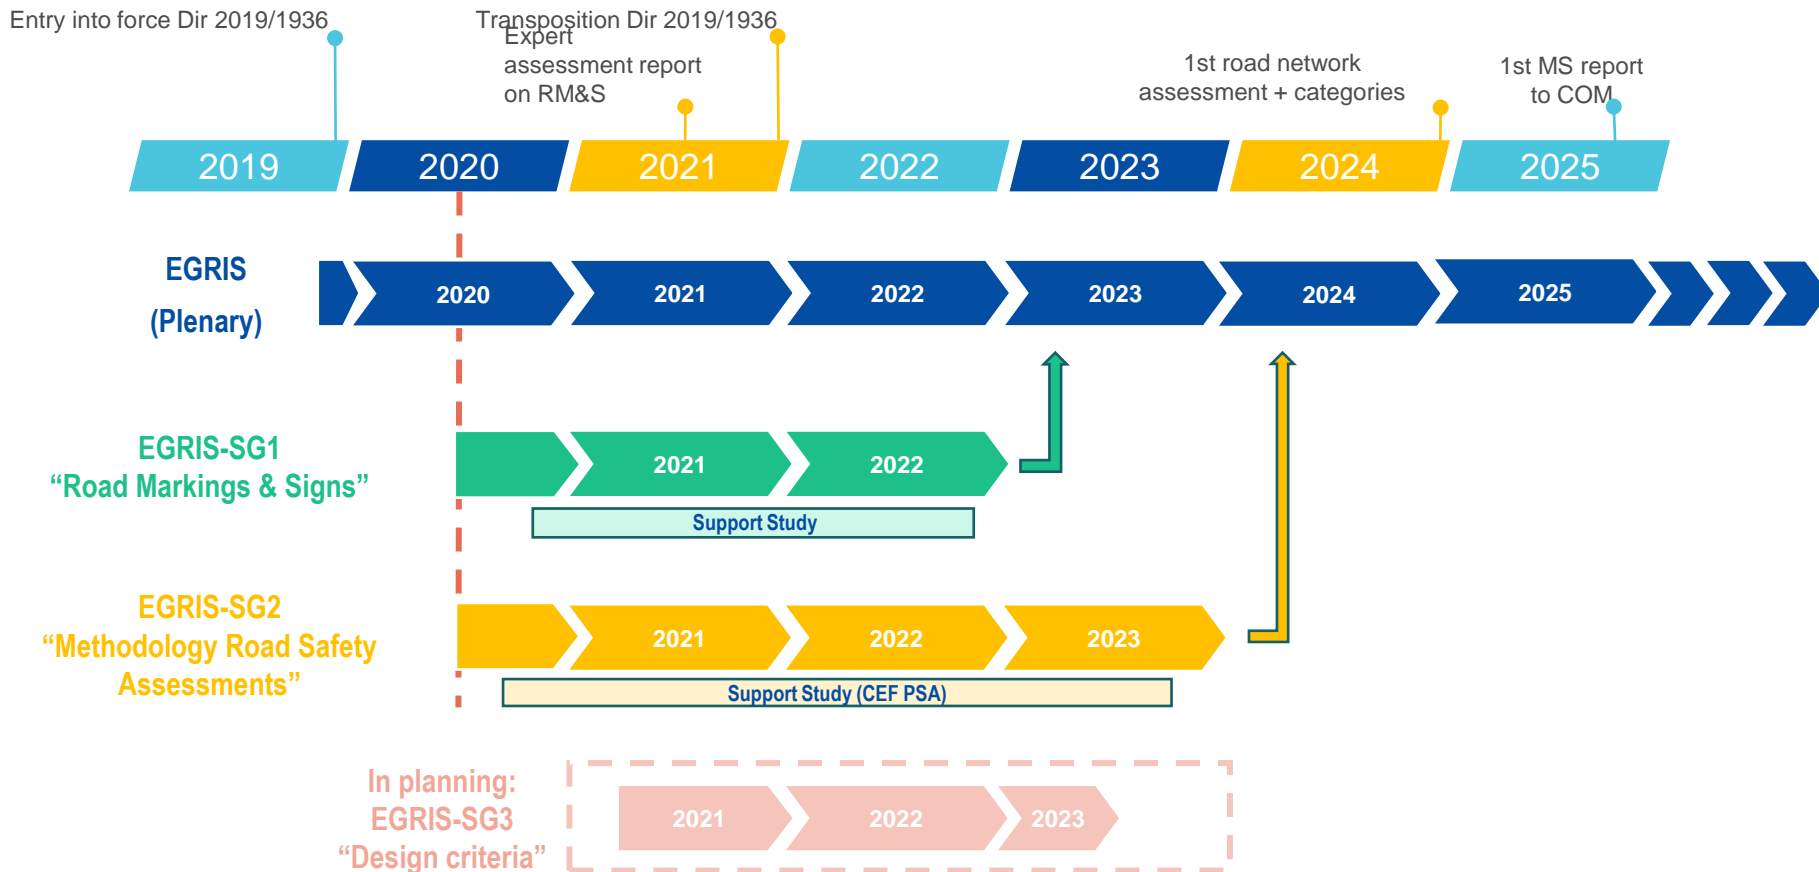 Entry into force Dir 2019/1936
Transposition Dir 2019/1936
Expert
assessment report
on RM&S
1st road network
assessment + categories
1st MS report
to COM
2019
2020
2021
2022
2023
2024
2025
EGRIS
(Plenary)
2020
2021
2022
2023
2024
2025
EGRIS-SG1
“Road Markings & Signs”
2021
2022
Support Study
EGRIS-SG2
“Methodology Road Safety
Assessments”
2021
2022
2023
Support Study (CEF PSA)
In planning:
EGRIS-SG3
“Design criteria”
2021
2022
2023